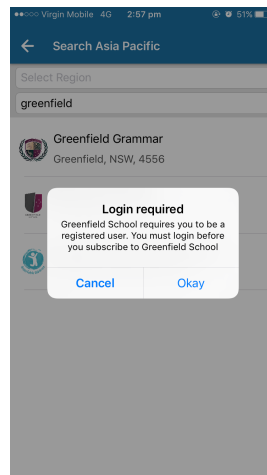 Virgin Mobile 4G 2:57 pm 51%
Search Asia Pacific
Select Region
greenfield
Greenfield Grammar
Greenfield, NSW, 4556
Login required
Greenfield School requires you to be a
registered user. You must login before
you subscribe to Greenfield School
Cancel Okay